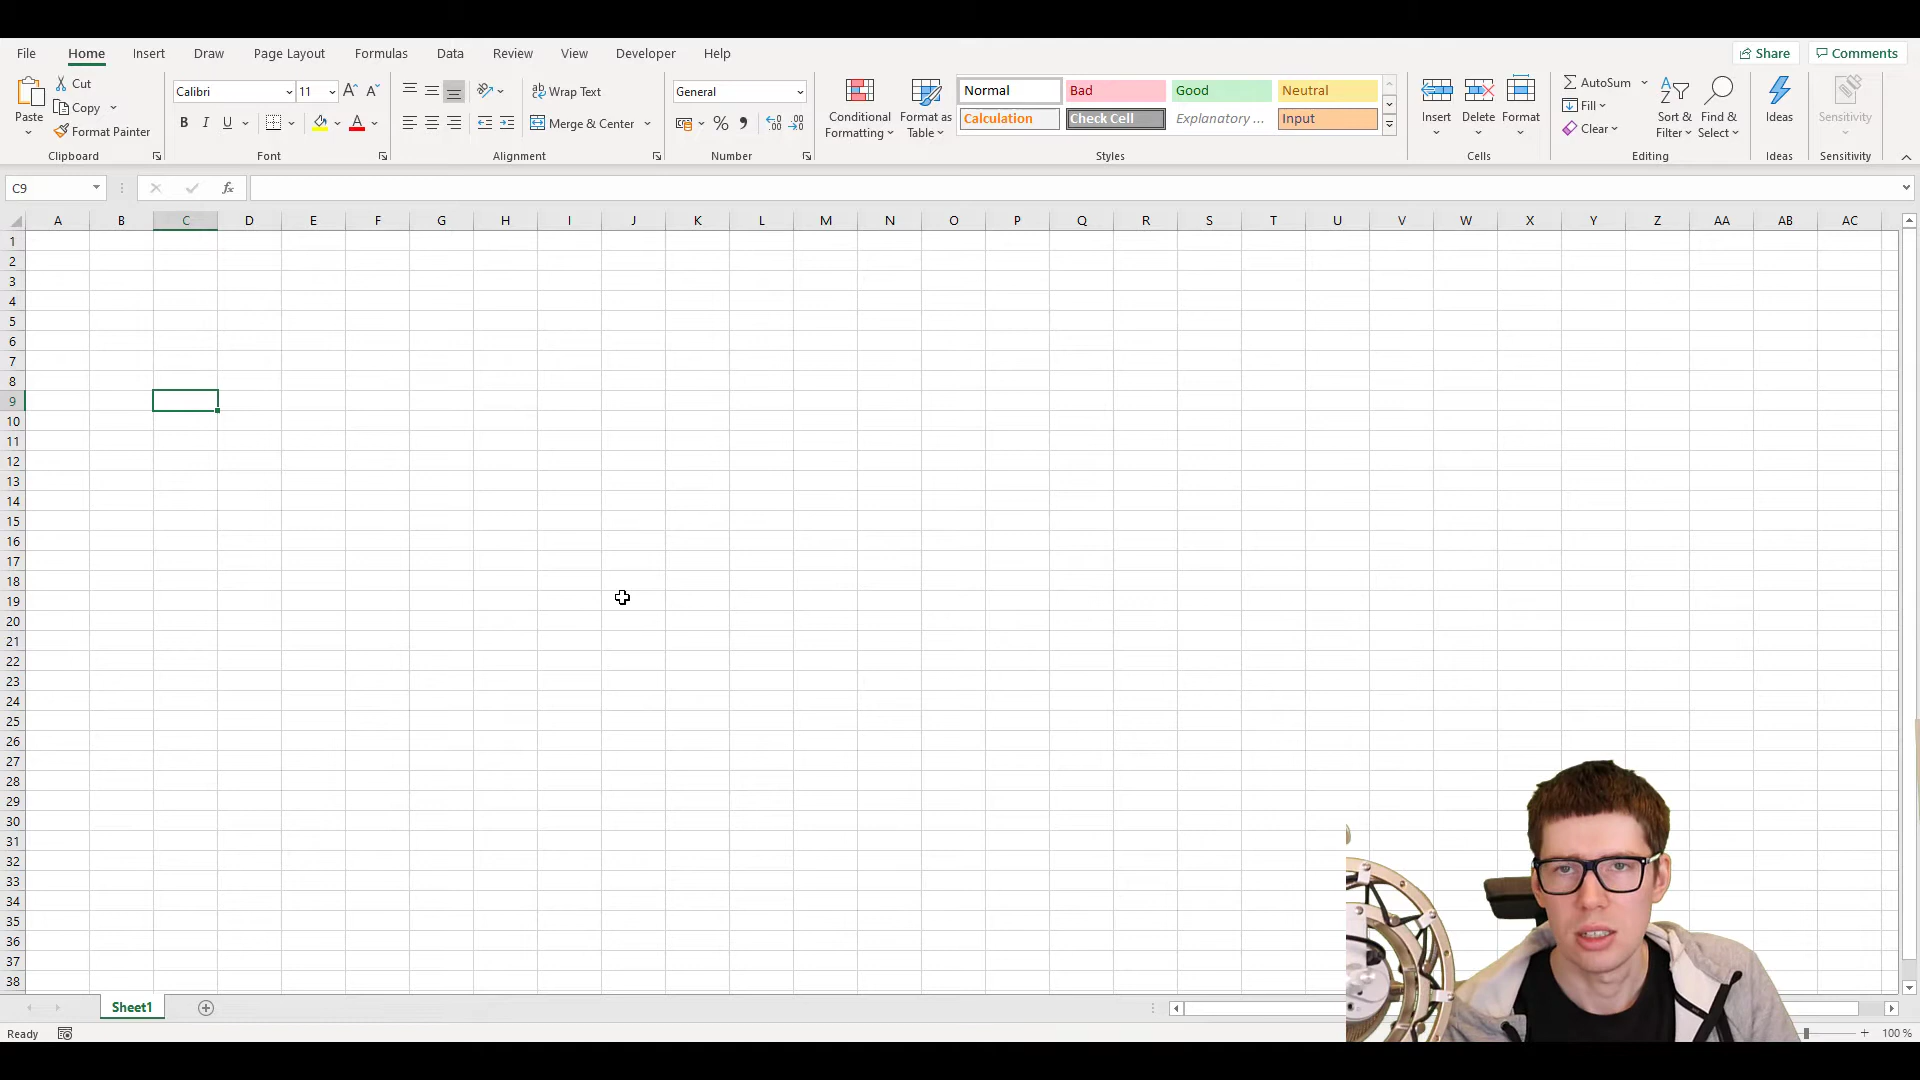 File Home Insert Draw Page Layout Formulas Data Review View Developer Help Share Comments
Paste
Cut
Copy
Format Painter
Clipboard
Calibri 11
B I U
Font
Wrap Text
Merge & Center
Alignment
General
Number
Conditional
Formatting
Format as
Table
Normal Bad Good Neutral
Calculation Check Cell Explanatory ... Input
Styles
Insert Delete Format
Cells
AutoSum
Fill
Clear
Sort &
Filter
Find &
Select
Editing
Ideas
Ideas
Sensitivity
Sensitivity
C9 fx
A B C D E F G H I J K L M N O P Q R S T U V W X Y Z AA AB AC
1
2
3
4
5
6
7
8
9
10
11
12
13
14
15
16
17
18
19
20
21
22
23
24
25
26
27
28
29
30
31
32
33
34
35
36
37
38
Sheet1
Ready 100 %